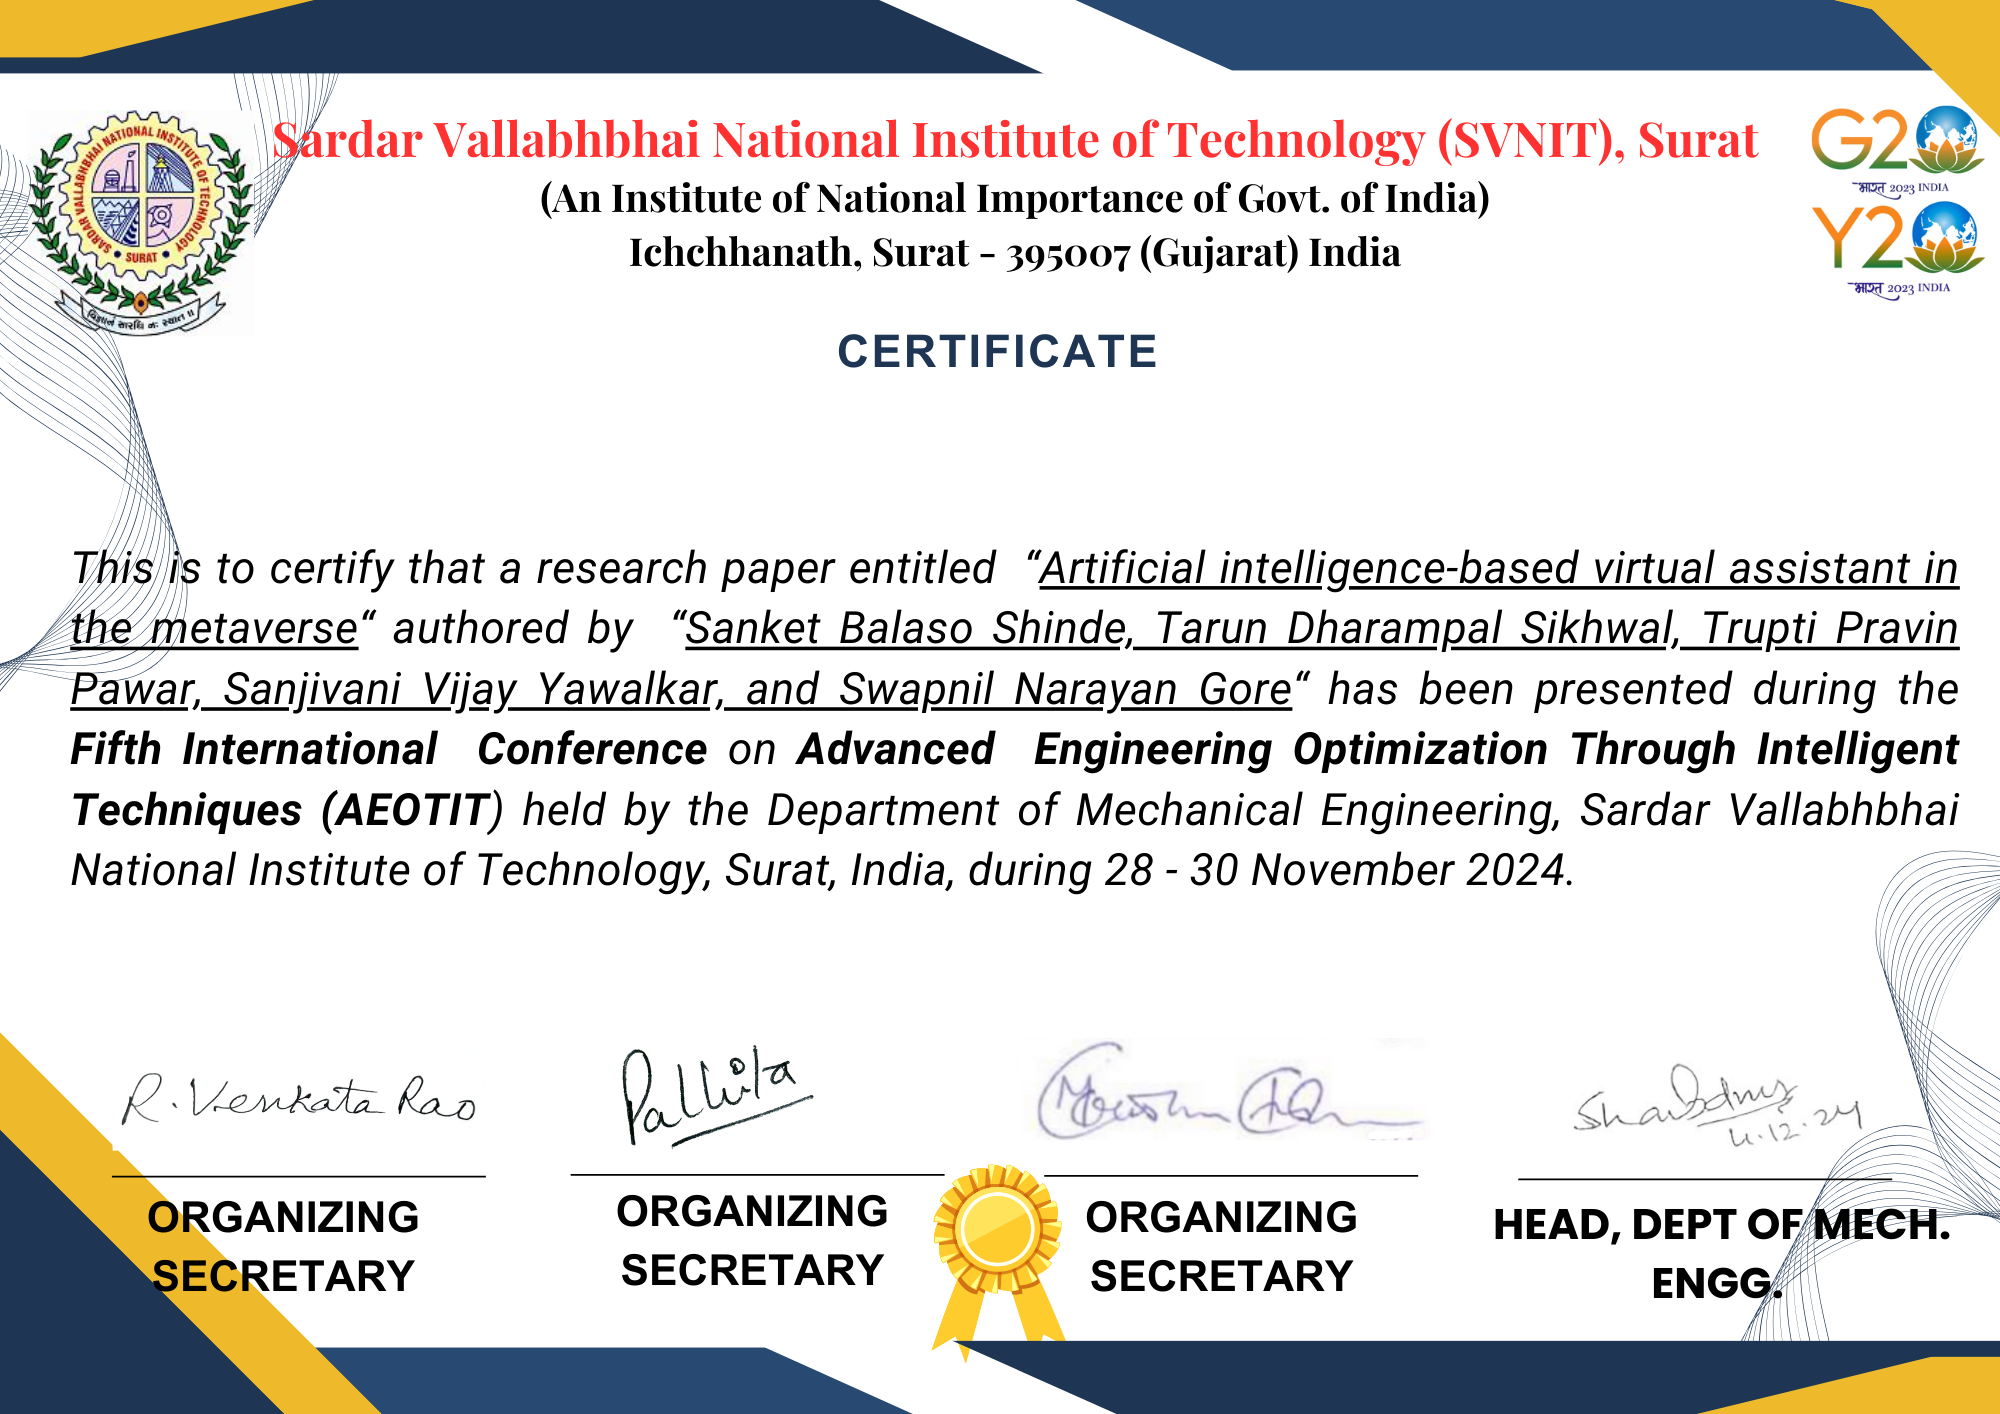 Sardar Vallabhbhai National Institute of Technology (SVNIT), Surat
(An Institute of National Importance of Govt. of India)
Ichchhanath, Surat - 395007 (Gujarat) India
SARDAR VALLABHBHAI NATIONAL INSTITUTE OF TECHNOLOGY
• SURAT •
G20
भारत 2023 INDIA
Y20
भारत 2023 INDIA
CERTIFICATE
This is to certify that a research paper entitled “Artificial intelligence-based virtual assistant in
the metaverse“ authored by “Sanket Balaso Shinde, Tarun Dharampal Sikhwal, Trupti Pravin
Pawar, Sanjivani Vijay Yawalkar, and Swapnil Narayan Gore“ has been presented during the
Fifth International Conference on Advanced Engineering Optimization Through Intelligent
Techniques (AEOTIT) held by the Department of Mechanical Engineering, Sardar Vallabhbhai
National Institute of Technology, Surat, India, during 28 - 30 November 2024.
R. Venkata Rao
4.12.24
ORGANIZING
SECRETARY
ORGANIZING
SECRETARY
ORGANIZING
SECRETARY
HEAD, DEPT OF MECH.
ENGG.